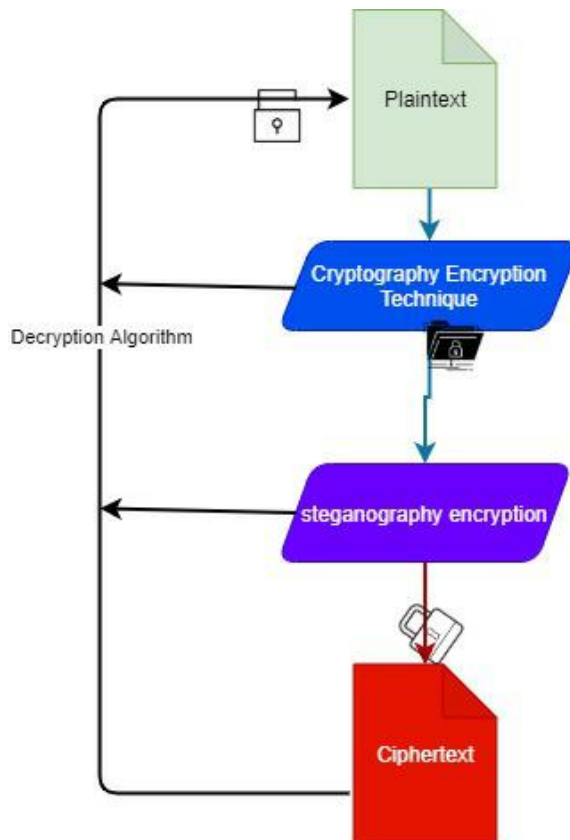 Plaintext
Cryptography Encryption
Technique
Decryption Algorithm
steganography encryption
Ciphertext